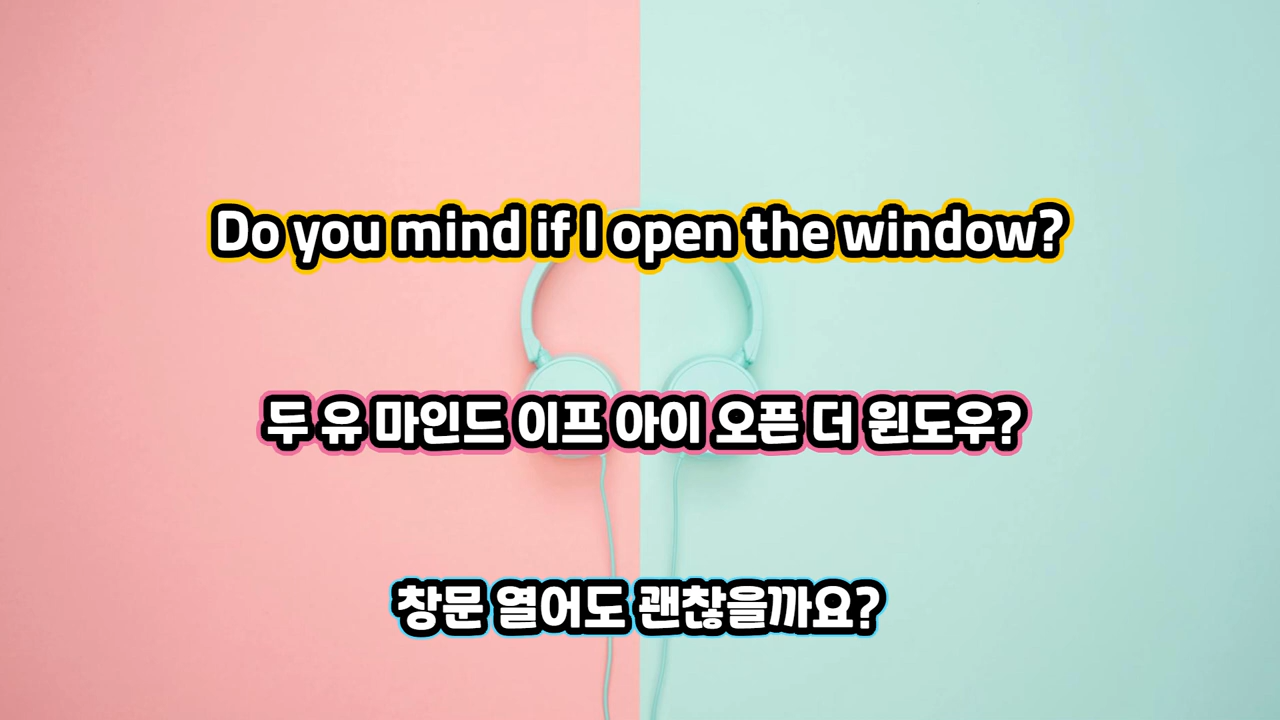 Do you mind if I open the window?
두 유 마인드 이프 아이 오픈 더 윈도우?
창문 열어도 괜찮을까요?